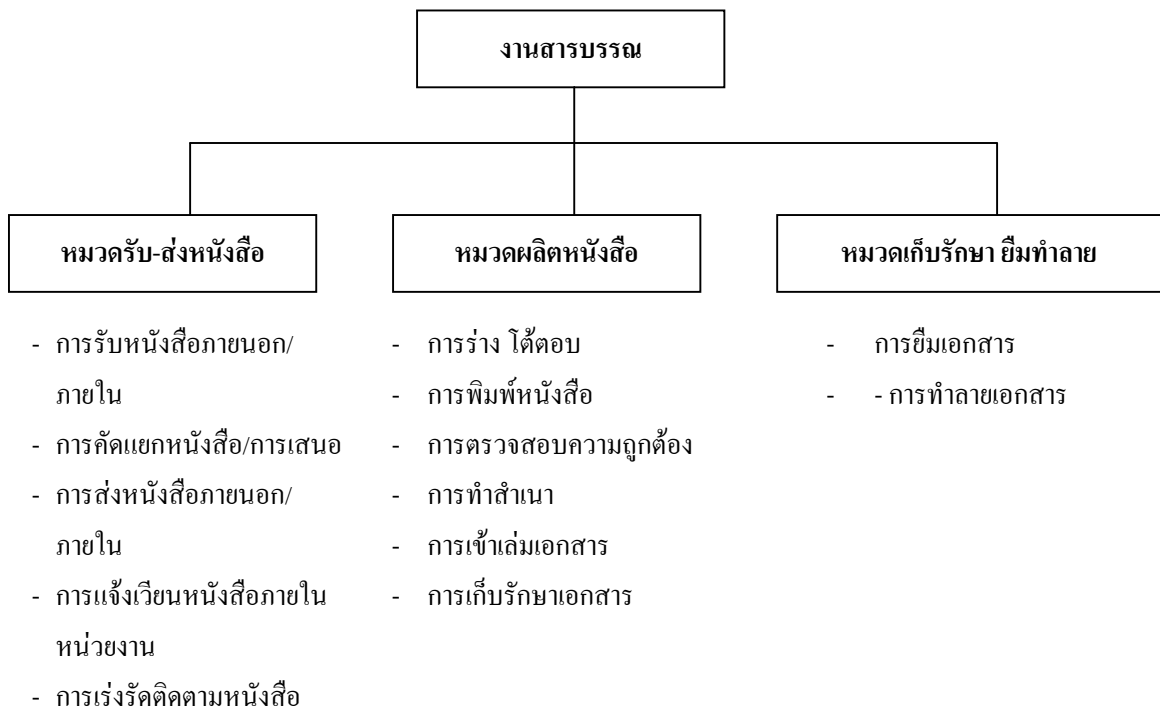 งานสารบรรณ
หมวดรับ-ส่งหนังสือ
- การรับหนังสือภายนอก/
ภายใน
- การคัดแยกหนังสือ/การเสนอ
- การส่งหนังสือภายนอก/
ภายใน
- การแจ้งเวียนหนังสือภายใน
หน่วยงาน
- การเร่งรัดติดตามหนังสือ
หมวดผลิตหนังสือ
- การร่าง โต้ตอบ
- การพิมพ์หนังสือ
- การตรวจสอบความถูกต้อง
- การทำสำเนา
- การเข้าเล่มเอกสาร
- การเก็บรักษาเอกสาร
หมวดเก็บรักษา ยืมทำลาย
- การยืมเอกสาร
- - การทำลายเอกสาร